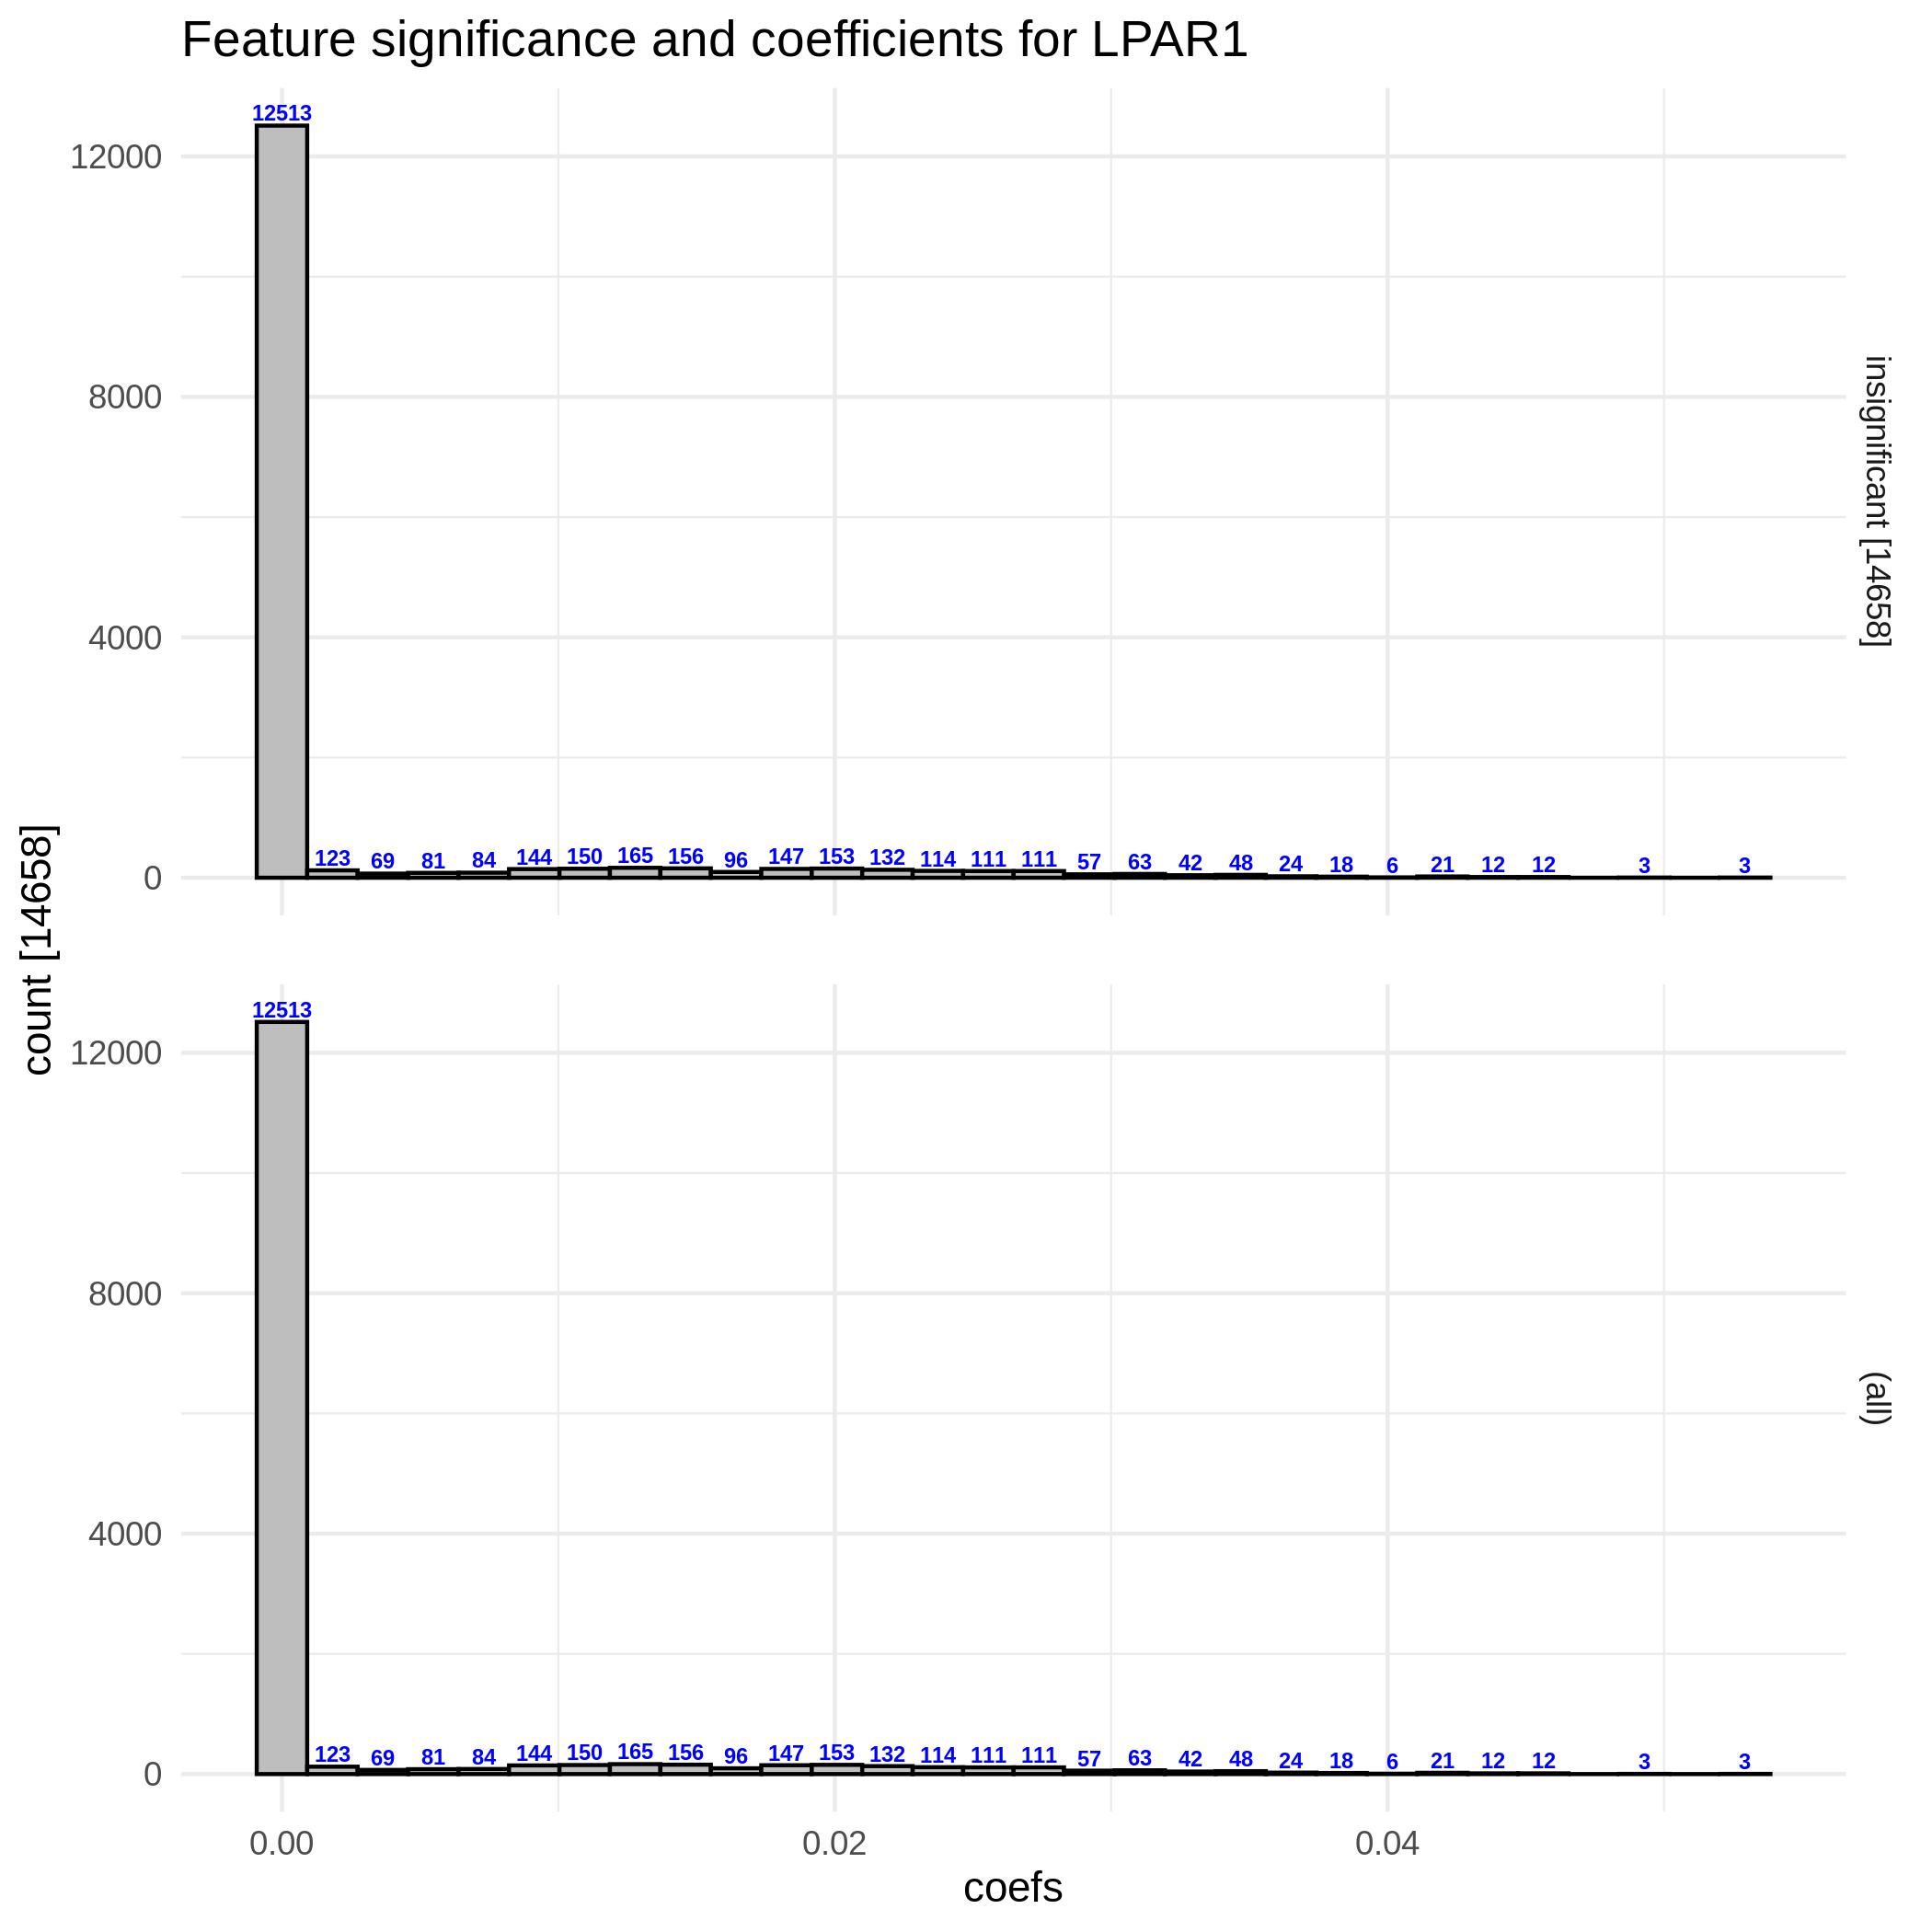 Feature significance and coefficients for LPAR1
count [14658]
12000
8000
4000
0
12513
123 69 81 84 144 150 165 156 96 147 153 132 114 111 111 57 63 42 48 24 18 6 21 12 12 3 3
insignificant [14658]
12000
8000
4000
0
12513
123 69 81 84 144 150 165 156 96 147 153 132 114 111 111 57 63 42 48 24 18 6 21 12 12 3 3
(all)
0.00 0.02 0.04
coefs